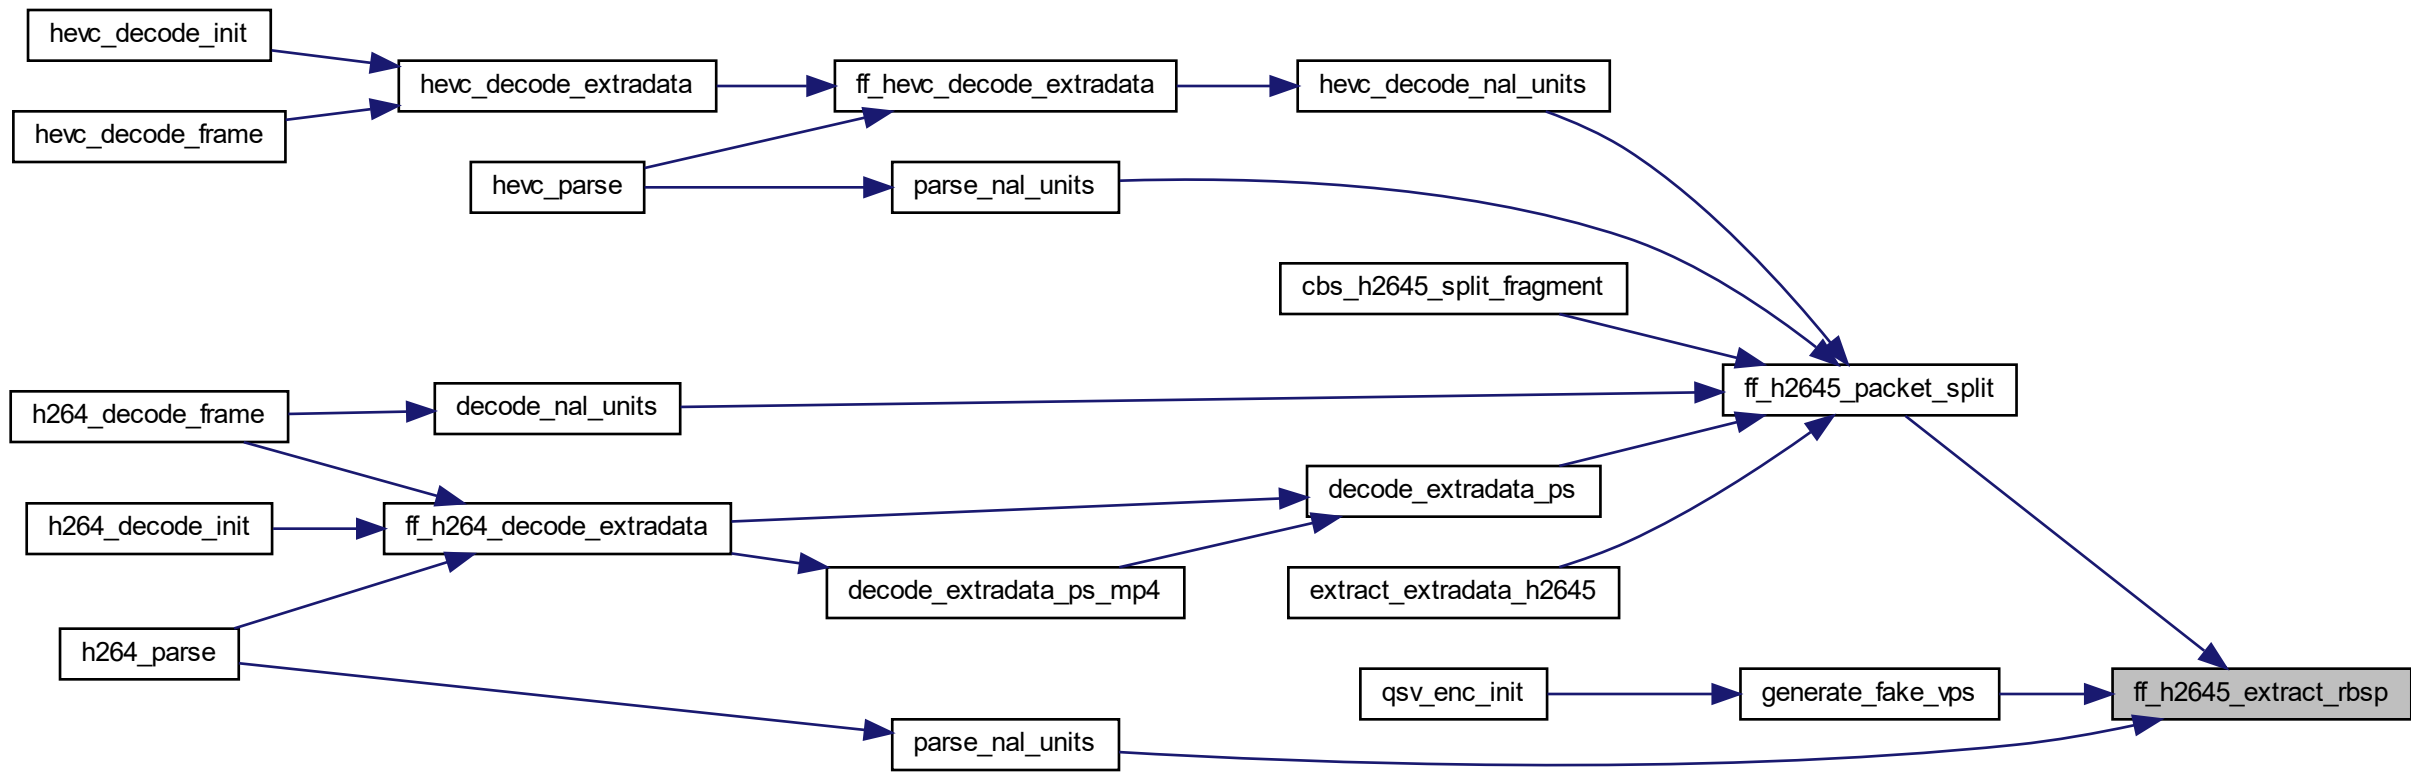 hevc_decode_init
hevc_decode_extradata
ff_hevc_decode_extradata
hevc_decode_nal_units
hevc_decode_frame
hevc_parse
parse_nal_units
cbs_h2645_split_fragment
ff_h2645_packet_split
h264_decode_frame
decode_nal_units
decode_extradata_ps
h264_decode_init
ff_h264_decode_extradata
decode_extradata_ps_mp4
extract_extradata_h2645
h264_parse
qsv_enc_init
generate_fake_vps
ff_h2645_extract_rbsp
parse_nal_units